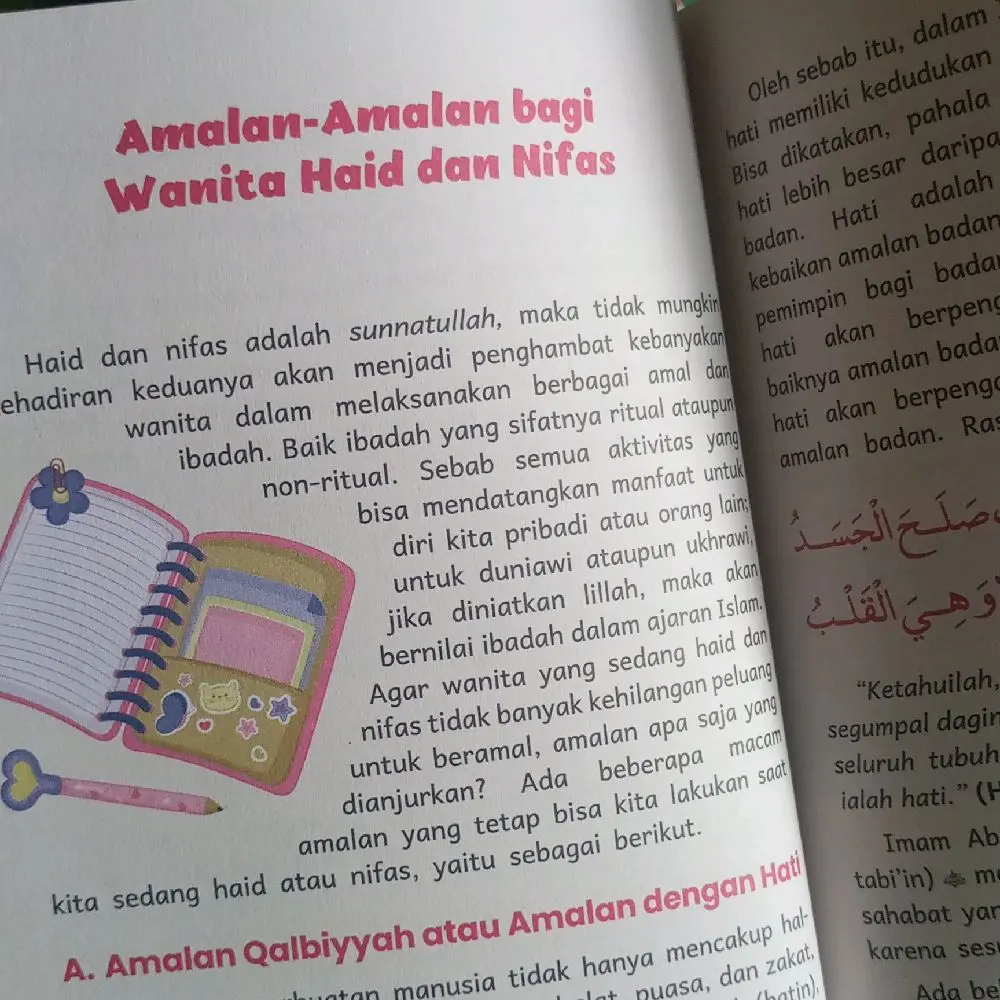 Amalan-Amalan bagi
Wanita Haid dan Nifas
Haid dan nifas adalah sunnatullah, maka tidak mungkin
ehadiran keduanya akan menjadi penghambat kebanyakan
wanita dalam melaksanakan berbagai amal dan
ibadah. Baik ibadah yang sifatnya ritual ataupun
non-ritual. Sebab semua aktivitas yang
bisa mendatangkan manfaat untuk
diri kita pribadi atau orang lain;
untuk duniawi ataupun ukhrawi,
jika diniatkan lillah, maka akan
bernilai ibadah dalam ajaran Islam.
Agar wanita yang sedang haid dan
nifas tidak banyak kehilangan peluang
untuk beramal, amalan apa saja yang
dianjurkan? Ada beberapa macam
amalan yang tetap bisa kita lakukan saat
kita sedang haid atau nifas, yaitu sebagai berikut.
A. Amalan Qalbiyyah atau Amalan dengan Hati
manusia tidak hanya mencakup hal-
puasa, dan zakat,
(batin),
Oleh sebab itu, dalam
hati memiliki kedudukan
Bisa dikatakan, pahala
hati lebih besar daripa
badan. Hati adalah
kebaikan amalan badan
pemimpin bagi bada
hati akan berpeng
baiknya amalan bada
hati akan berpenga
amalan badan. Ras
صَلَحَ الْجَسَدُ
وَهِيَ الْقَلْبُ
"Ketahuilah,
segumpal dagin
seluruh tubuh
ialah hati." (H
Imam Ab
tabi'in) me
sahabat yan
karena ses
Ada be